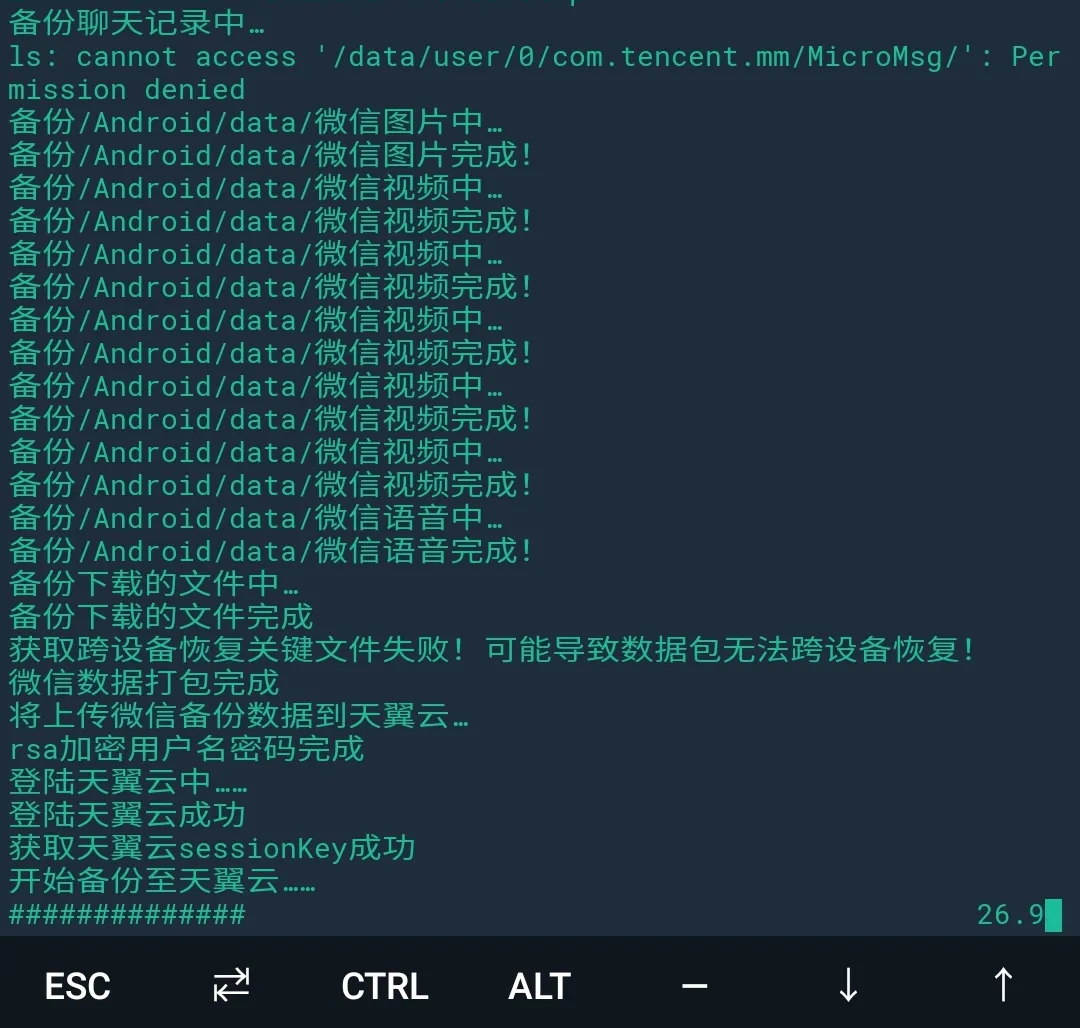 备份聊天记录中…
ls: cannot access '/data/user/0/com.tencent.mm/MicroMsg/': Per
mission denied
备份/Android/data/微信图片中…
备份/Android/data/微信图片完成！
备份/Android/data/微信视频中…
备份/Android/data/微信视频完成！
备份/Android/data/微信视频中…
备份/Android/data/微信视频完成！
备份/Android/data/微信视频中…
备份/Android/data/微信视频完成！
备份/Android/data/微信视频中…
备份/Android/data/微信视频完成！
备份/Android/data/微信视频中…
备份/Android/data/微信视频完成！
备份/Android/data/微信语音中…
备份/Android/data/微信语音完成！
备份下载的文件中…
备份下载的文件完成
获取跨设备恢复关键文件失败！可能导致数据包无法跨设备恢复！
微信数据打包完成
将上传微信备份数据到天翼云…
rsa加密用户名密码完成
登陆天翼云中……
登陆天翼云成功
获取天翼云sessionKey成功
开始备份至天翼云……
############## 26.9
ESC ⇄ CTRL ALT — ↓ ↑